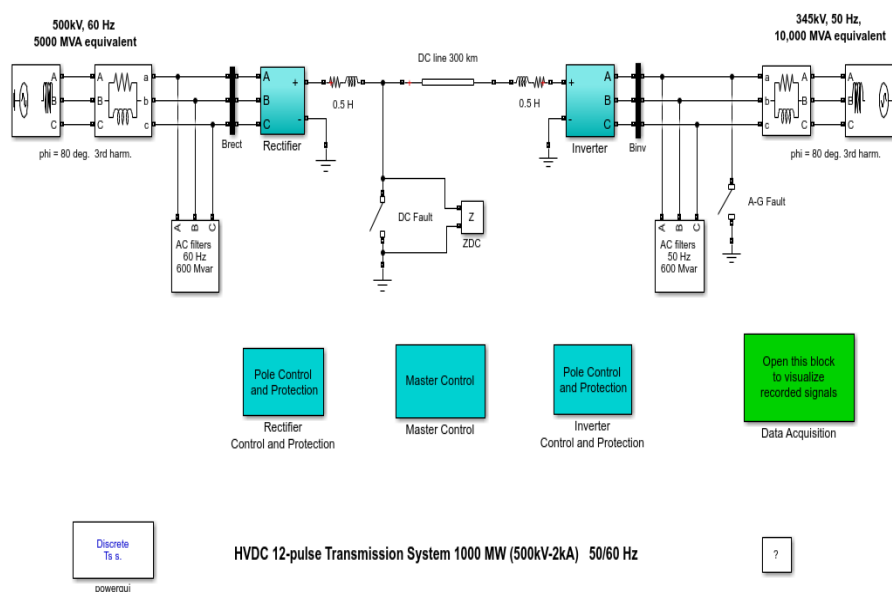 500kV, 60 Hz
5000 MVA equivalent
345kV, 50 Hz,
10,000 MVA equivalent
DC line 300 km
A
A
a
A
+
+
A
a
A
B
B
b
B
B
b
B
C
C
c
C
-
-
C
c
C
0.5 H
0.5 H
phi = 80 deg.  3rd harm.
Brect
Rectifier
Inverter
Binv
phi = 80 deg.  3rd harm.
A
B
C
AC filters
60 Hz
600 Mvar
DC Fault
Z
ZDC
A
B
C
AC filters
50 Hz
600 Mvar
A-G Fault
Pole Control
and Protection
Rectifier
Control and Protection
Master Control
Master Control
Pole Control
and Protection
Inverter
Control and Protection
Open this block
to visualize
recorded signals
Data Acquisition
Discrete
Ts s.
powergui
HVDC 12-pulse Transmission System 1000 MW (500kV-2kA)   50/60 Hz
?